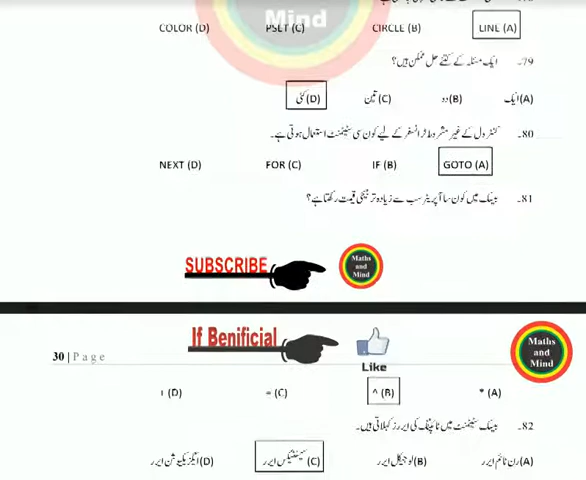 Mind
LINE (A) CIRCLE (B) PSET (C) COLOR (D)
79۔ ایک مسئلہ کے کتنے حل ممکن ہیں؟
(A) ایک (B) دو (C) تین (D) کئی
80۔ کنٹرول کے غیر مشروط ٹرانسفر کے لیے کون سی سٹیٹمنٹ استعمال ہوتی ہے۔
GOTO (A) IF (B) FOR (C) NEXT (D)
81۔ بیسک میں کون سا آپریٹر سب سے زیادہ ترجیحی قیمت رکھتا ہے؟
SUBSCRIBE
Maths
and
Mind
If Benificial
Like
Maths
and
Mind
30 | Page
* (A) ^ (B) = (C) + (D)
82۔ بیسک سٹیٹمنٹ میں ٹائپنگ کی ایررز کہلاتی ہیں۔
(A) رن ٹائم ایرر (B) لوجیکل ایرر (C) سینٹیکس ایرر (D) ایگزیکیوشن ایرر